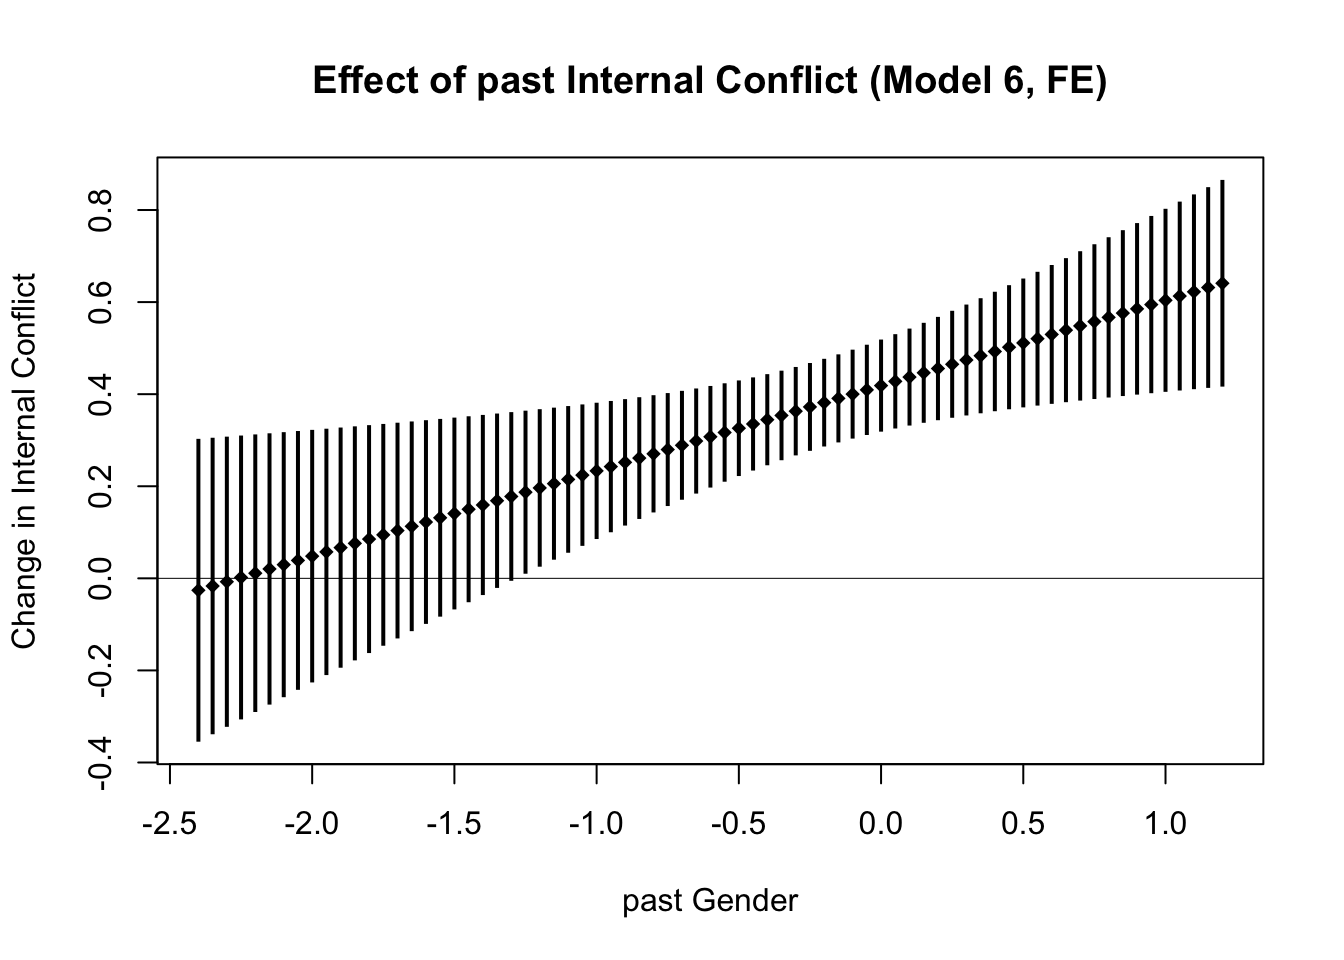 Effect of past Internal Conflict (Model 6, FE)
Change in Internal Conflict
0.8
0.6
0.4
0.2
0.0
-0.2
-0.4
-2.5 -2.0 -1.5 -1.0 -0.5 0.0 0.5 1.0
past Gender